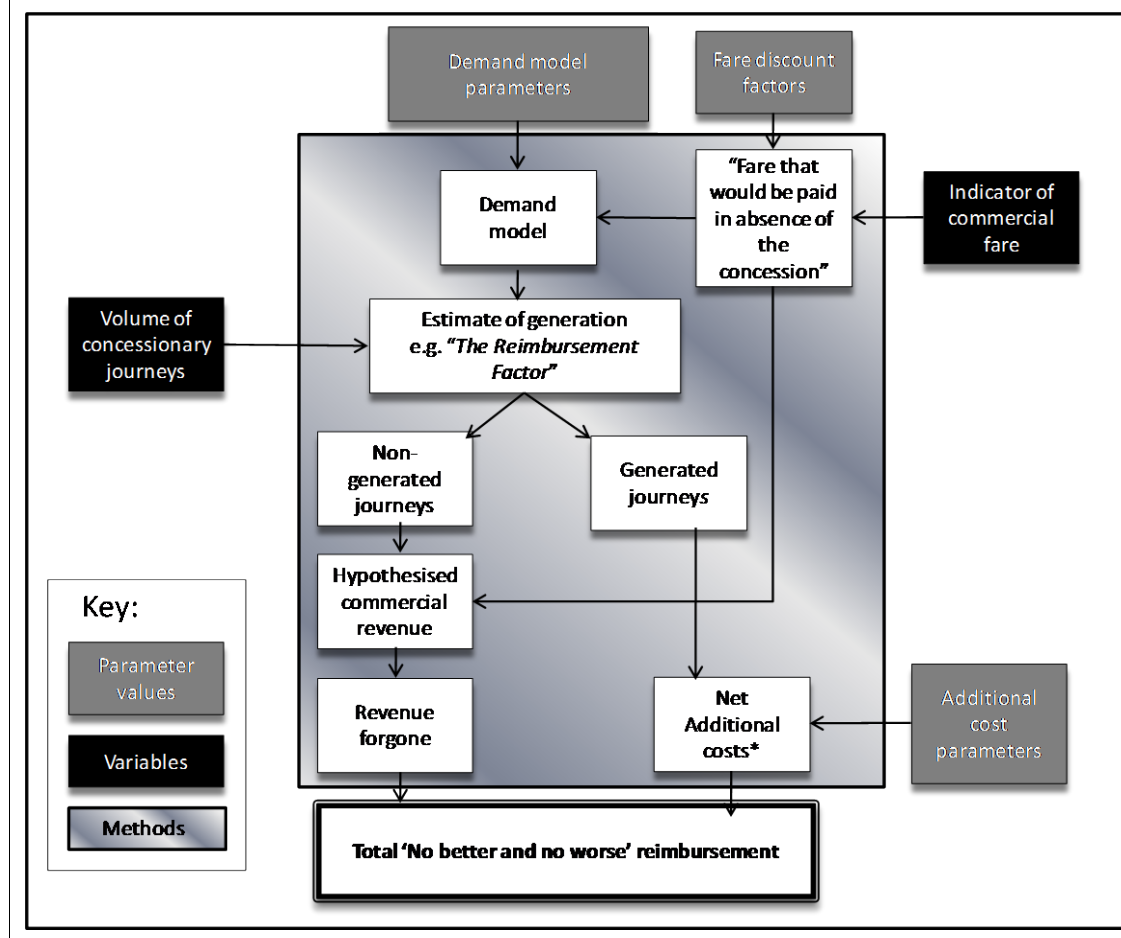 Demand model
parameters
Fare discount
factors
“Fare that
would be paid
in absence of
the
concession”
Indicator of
commercial
fare
Demand
model
Volume of
concessionary
journeys
Estimate of generation
e.g. “The Reimbursement
Factor”
Non-
generated
journeys
Generated
journeys
Hypothesised
commercial
revenue
Revenue
forgone
Net
Additional
costs*
Additional
cost
parameters
Key:
Parameter
values
Variables
Methods
Total ‘No better and no worse’ reimbursement